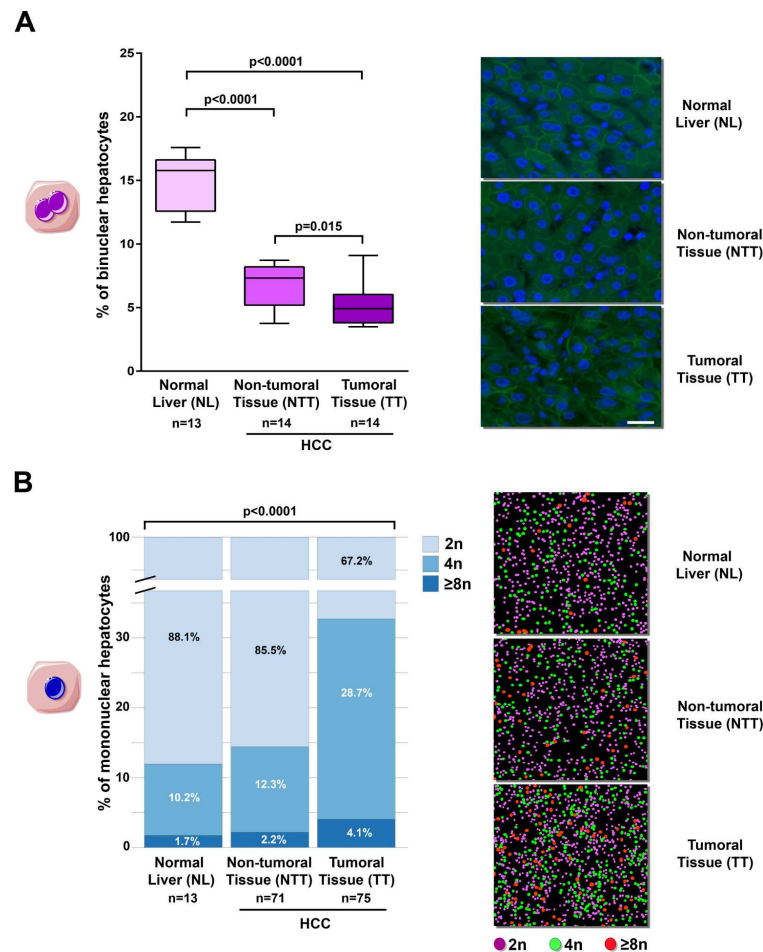 A
25
20
15
10
5
0
% of binuclear hepatocytes
p<0.0001
p<0.0001
p=0.015
Normal
Liver (NL)
n=13
Non-tumoral
Tissue (NTT)
n=14
Tumoral
Tissue (TT)
n=14
HCC
Normal
Liver (NL)
Non-tumoral
Tissue (NTT)
Tumoral
Tissue (TT)
B
p<0.0001
100
30
20
10
0
% of mononuclear hepatocytes
2n
4n
≥8n
67.2%
88.1%
85.5%
28.7%
10.2%
12.3%
1.7%
2.2%
4.1%
Normal
Liver (NL)
n=13
Non-tumoral
Tissue (NTT)
n=71
Tumoral
Tissue (TT)
n=75
HCC
Normal
Liver (NL)
Non-tumoral
Tissue (NTT)
Tumoral
Tissue (TT)
2n 4n ≥8n